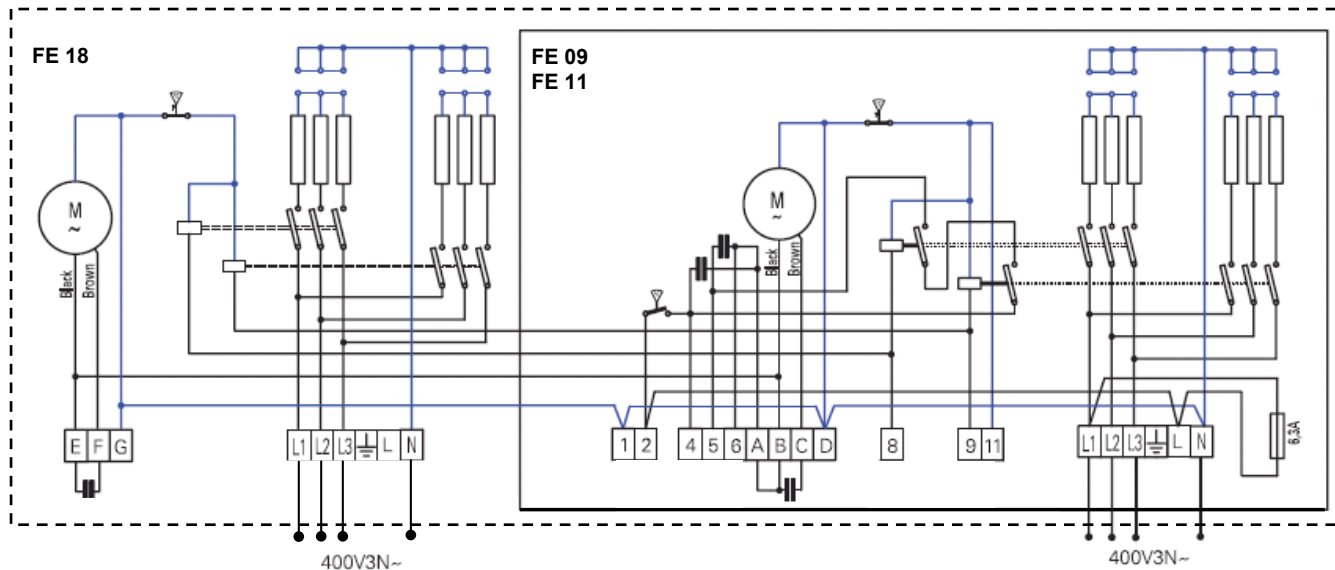 FE 18
FE 09
FE 11
M
~
Black
Brown
M
~
Black
Brown
E F G
L1 L2 L3 L N
1 2
4 5 6 A B C D
8
9 11
L1 L2 L3 L N
6,3A
400V3N~
400V3N~